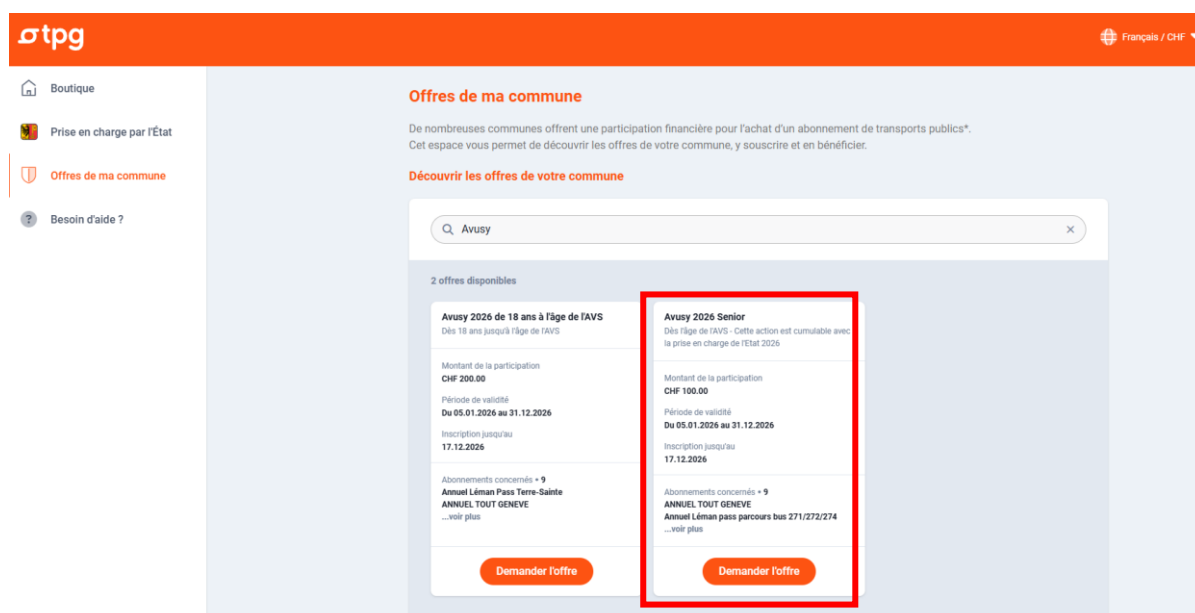 tpg
Français / CHF
Boutique
Prise en charge par l'État
Offres de ma commune
Besoin d'aide ?
Offres de ma commune
De nombreuses communes offrent une participation financière pour l'achat d'un abonnement de transports publics*.
Cet espace vous permet de découvrir les offres de votre commune, y souscrire et en bénéficier.
Découvrir les offres de votre commune
Avusy
2 offres disponibles
Avusy 2026 de 18 ans à l'âge de l'AVS
Dès 18 ans jusqu'à l'âge de l'AVS
Montant de la participation
CHF 200.00
Période de validité
Du 05.01.2026 au 31.12.2026
Inscription jusqu'au
17.12.2026
Abonnements concernés • 9
Annuel Léman Pass Terre-Sainte
ANNUEL TOUT GENEVE
...voir plus
Demander l'offre
Avusy 2026 Senior
Dès l'âge de l'AVS - Cette action est cumulable avec
la prise en charge de l'Etat 2026
Montant de la participation
CHF 100.00
Période de validité
Du 05.01.2026 au 31.12.2026
Inscription jusqu'au
17.12.2026
Abonnements concernés • 9
ANNUEL TOUT GENEVE
Annuel Léman pass parcours bus 271/272/274
...voir plus
Demander l'offre